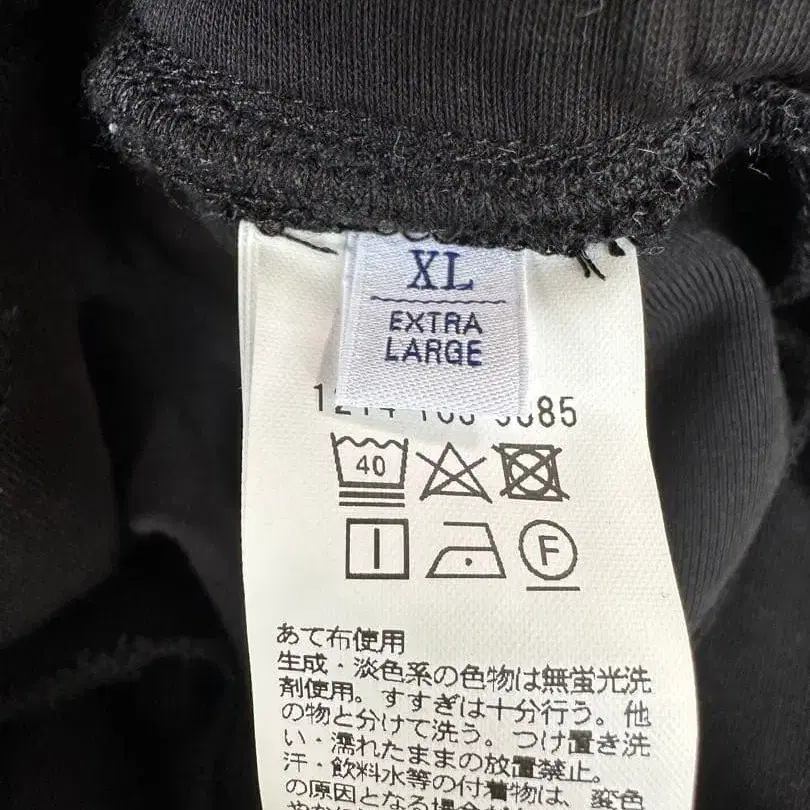 XL
EXTRA
LARGE
85
40
F
あて布使用
生成・淡色系の色物は無蛍光洗
剤使用。すすぎは十分行う。他
の物と分けて洗う。つけ置き洗
い・濡れたままの放置禁止。
汗・飲料水等の付着物は、変色
の原因となる場合